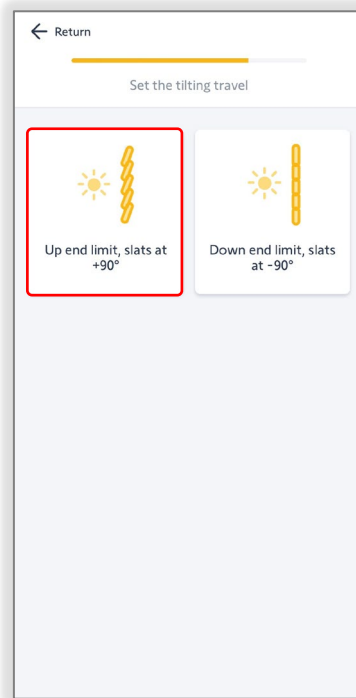 Return
Set the tilting travel
Up end limit, slats at
+90°
Down end limit, slats
at -90°